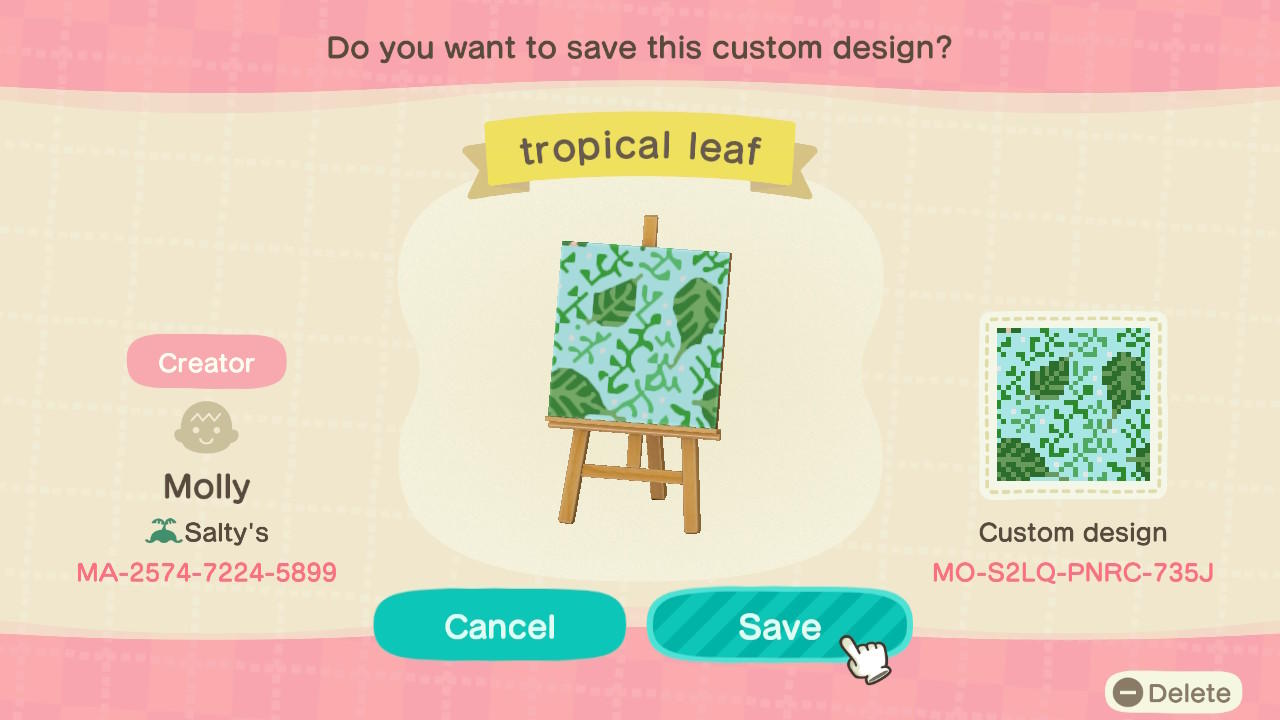 Do you want to save this custom design?
tropical leaf
Creator
Molly
Salty's
MA-2574-7224-5899
Custom design
MO-S2LQ-PNRC-735J
Cancel
Save
Delete